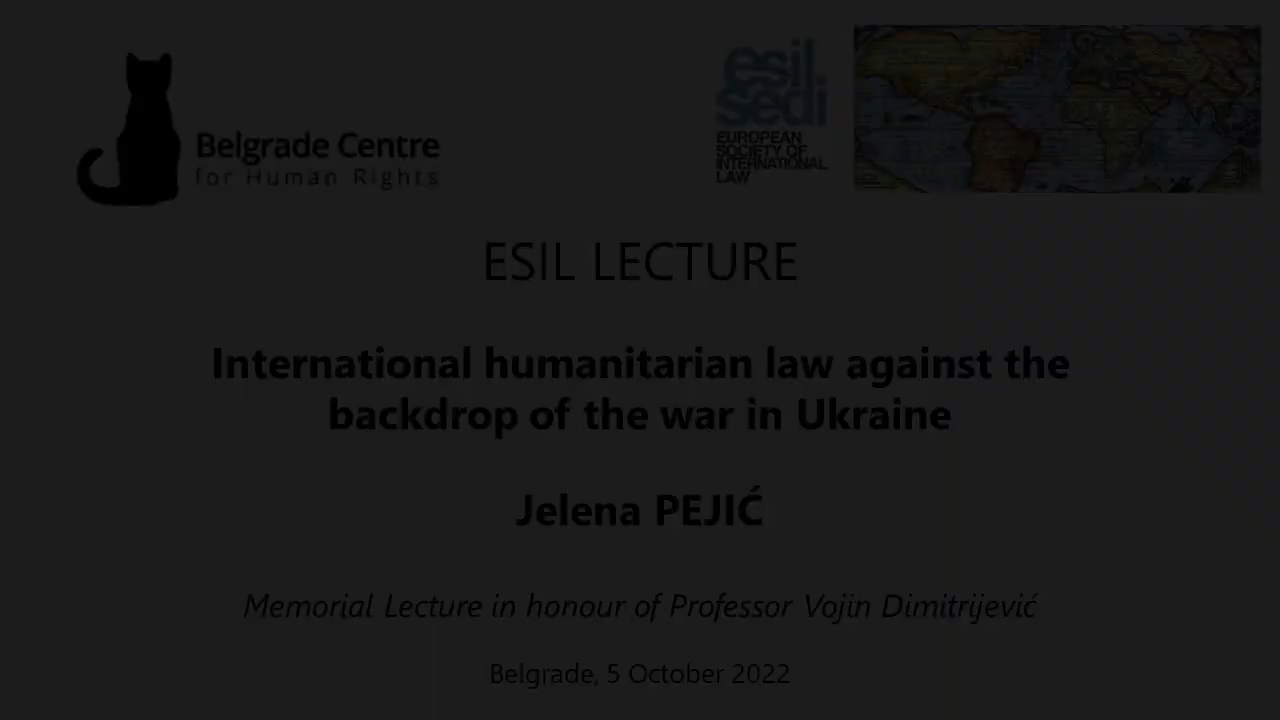 Belgrade Centre
for Human Rights
esil
sedi
EUROPEAN
SOCIETY OF
INTERNATIONAL
LAW
ESIL LECTURE
International humanitarian law against the
backdrop of the war in Ukraine
Jelena PEJIĆ
Memorial Lecture in honour of Professor Vojin Dimitrijević
Belgrade, 5 October 2022